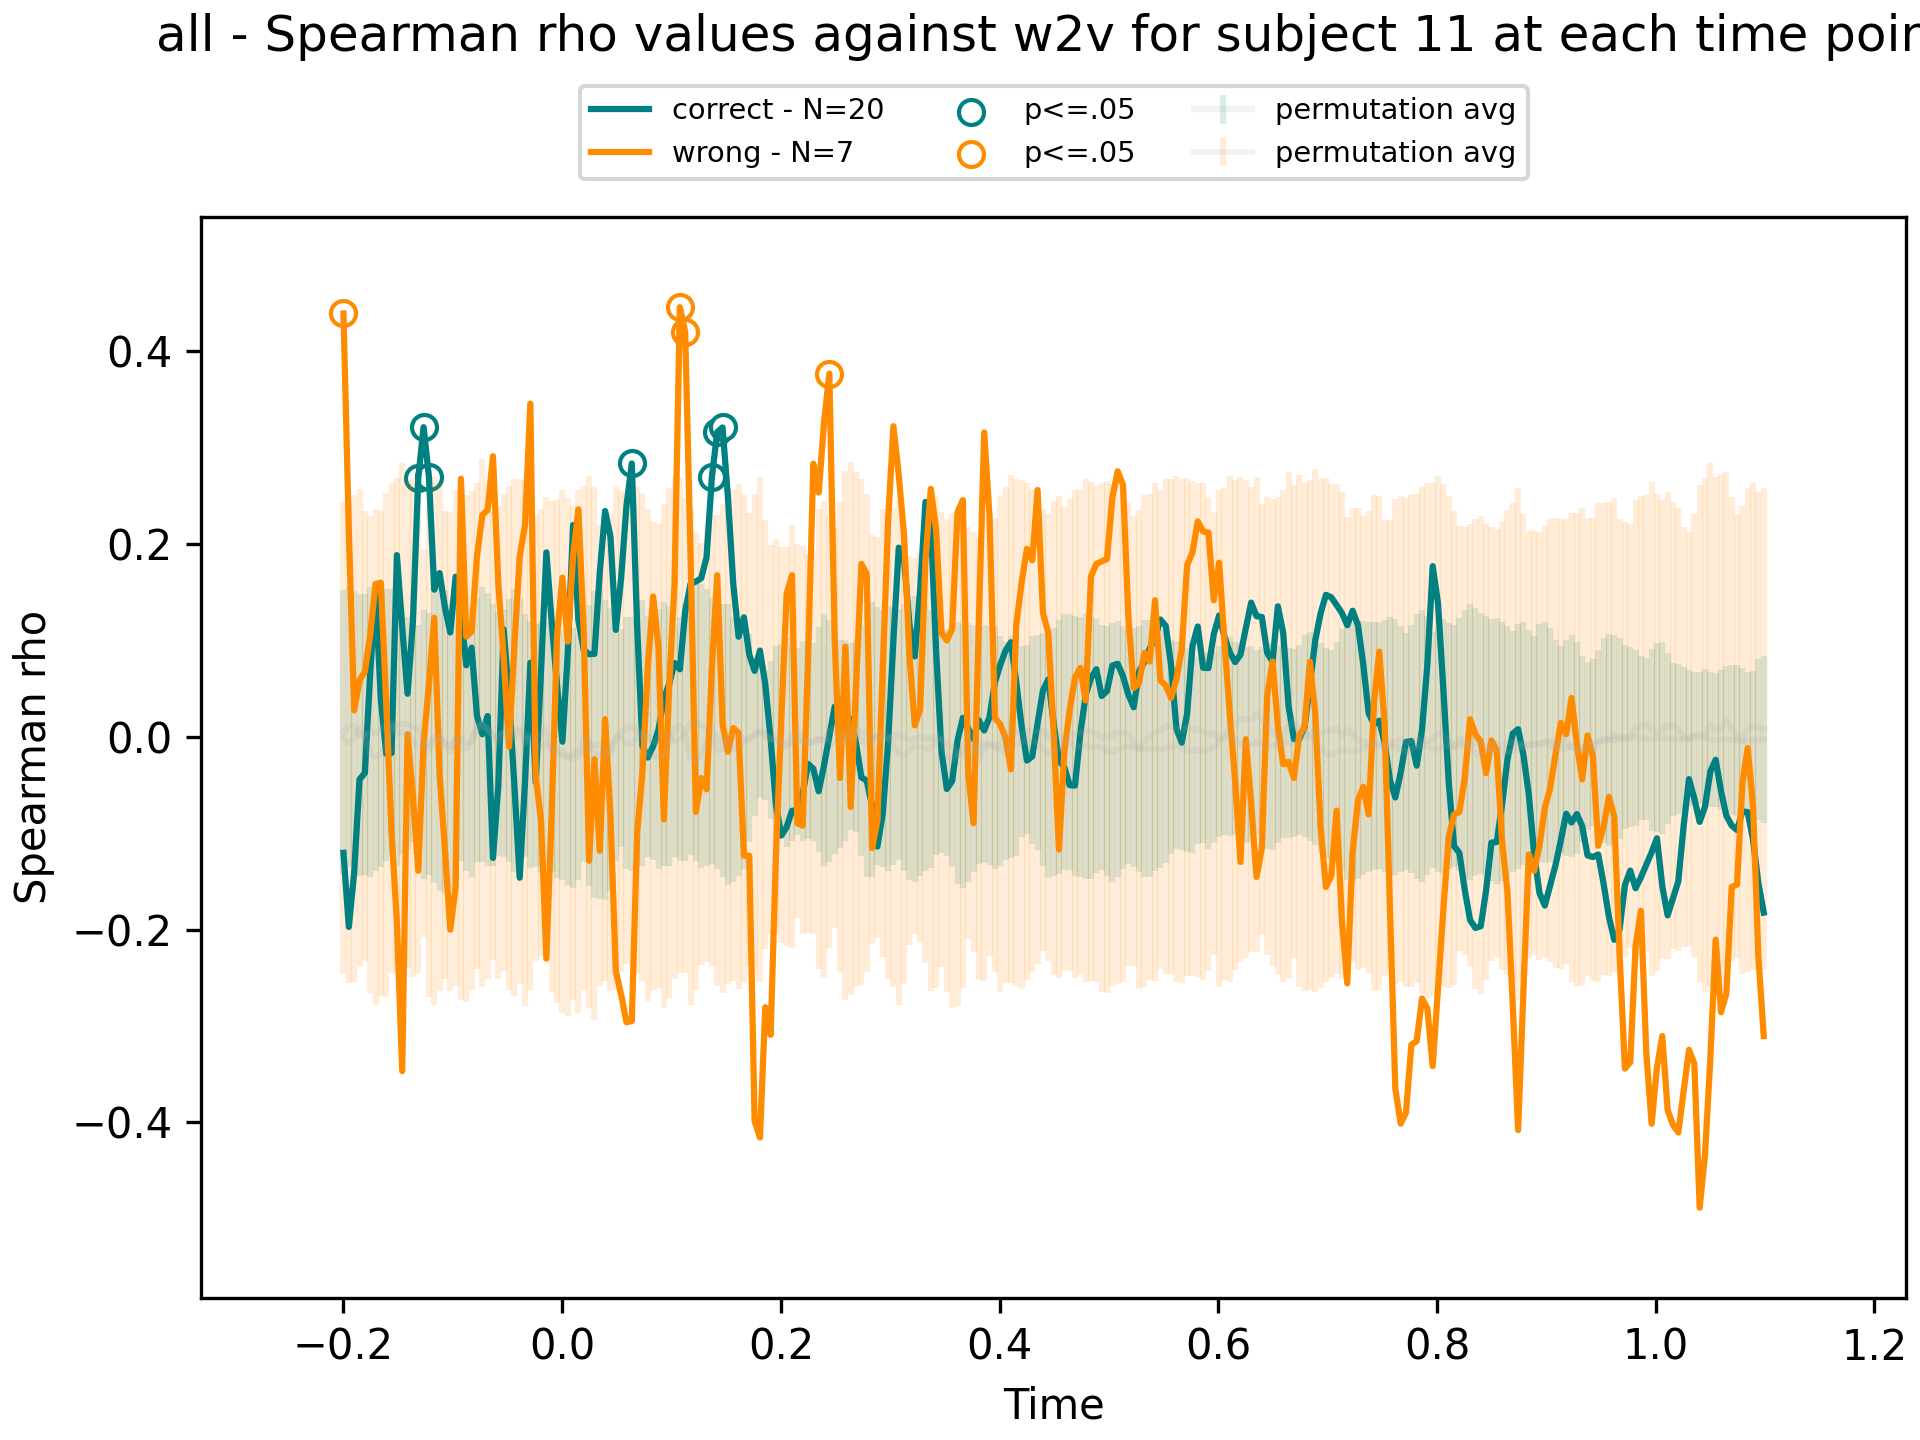 all - Spearman rho values against w2v for subject 11 at each time poin
correct - N=20
wrong - N=7
p<=.05
p<=.05
permutation avg
permutation avg
Spearman rho
0.4
0.2
0.0
−0.2
−0.4
−0.2 0.0 0.2 0.4 0.6 0.8 1.0 1.2
Time